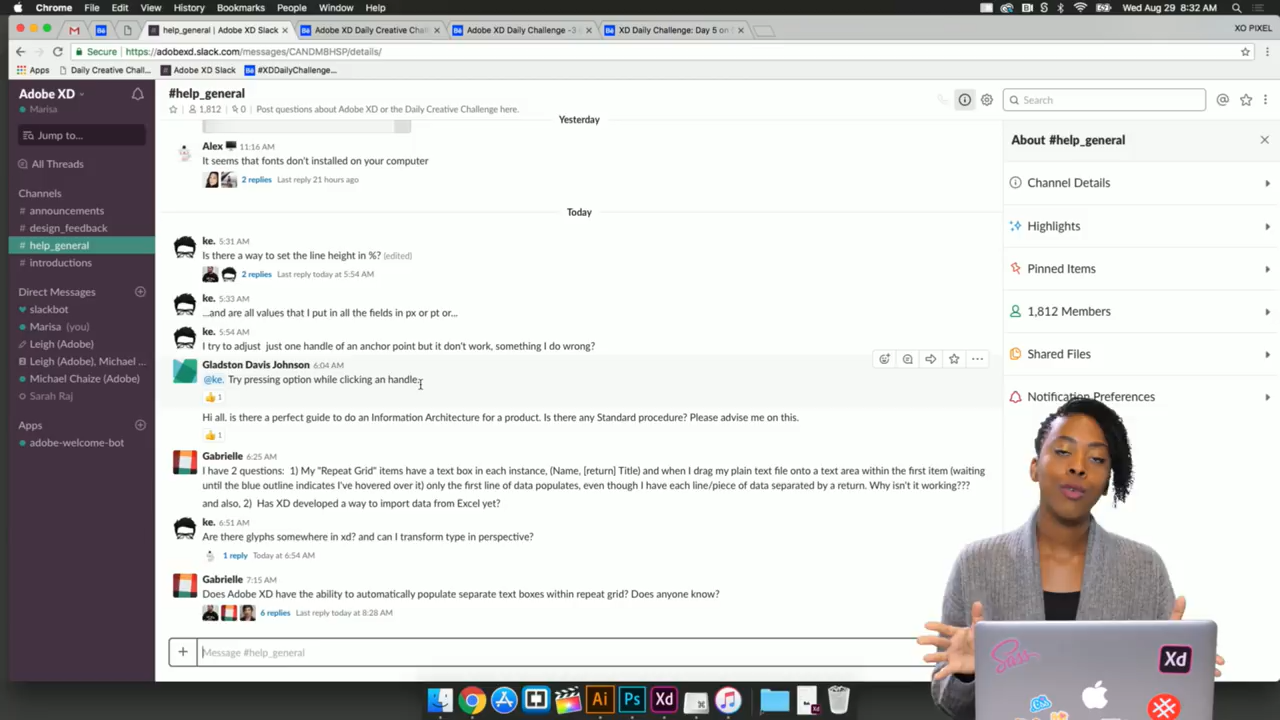 Chrome File Edit View History Bookmarks People Window Help Wed Aug 29 8:32 AM
help_general | Adobe XD Slack Adobe XD Daily Creative Chal Adobe XD Daily Challenge -3 XD Daily Challenge: Day 5 on XO PIXEL
Secure https://adobexd.slack.com/messages/CANDM8HSP/details/
Apps Daily Creative Chall... Adobe XD Slack #XDDailyChallenge...
Adobe XD
Marisa
Jump to...
All Threads
Channels
# announcements
# design_feedback
# help_general
# introductions
Direct Messages
slackbot
Marisa (you)
Leigh (Adobe)
Leigh (Adobe), Michael ...
Michael Chaize (Adobe)
Sarah Raj
Apps
adobe-welcome-bot
#help_general
1,812 0 Post questions about Adobe XD or the Daily Creative Challenge here.
Search
Yesterday
Alex 11:16 AM
It seems that fonts don't installed on your computer
2 replies Last reply 21 hours ago
Today
ke. 5:31 AM
Is there a way to set the line height in %? (edited)
2 replies Last reply today at 5:54 AM
ke. 5:33 AM
...and are all values that I put in all the fields in px or pt or...
ke. 5:54 AM
I try to adjust just one handle of an anchor point but it don't work, something I do wrong?
Gladston Davis Johnson 6:04 AM
@ke. Try pressing option while clicking an handle.
1
Hi all. is there a perfect guide to do an Information Architecture for a product. Is there any Standard procedure? Please advise me on this.
1
Gabrielle 6:25 AM
I have 2 questions: 1) My "Repeat Grid" items have a text box in each instance, (Name, [return] Title) and when I drag my plain text file onto a text area within the first item (waiting
until the blue outline indicates I've hovered over it) only the first line of data populates, even though I have each line/piece of data separated by a return. Why isn't it working???
and also, 2) Has XD developed a way to import data from Excel yet?
ke. 6:51 AM
Are there glyphs somewhere in xd? and can I transform type in perspective?
1 reply Today at 6:54 AM
Gabrielle 7:15 AM
Does Adobe XD have the ability to automatically populate separate text boxes within repeat grid? Does anyone know?
6 replies Last reply today at 8:28 AM
Message #help_general
About #help_general
Channel Details
Highlights
Pinned Items
1,812 Members
Shared Files
Notification Preferences
Sass
Xd
Ai Ps Xd